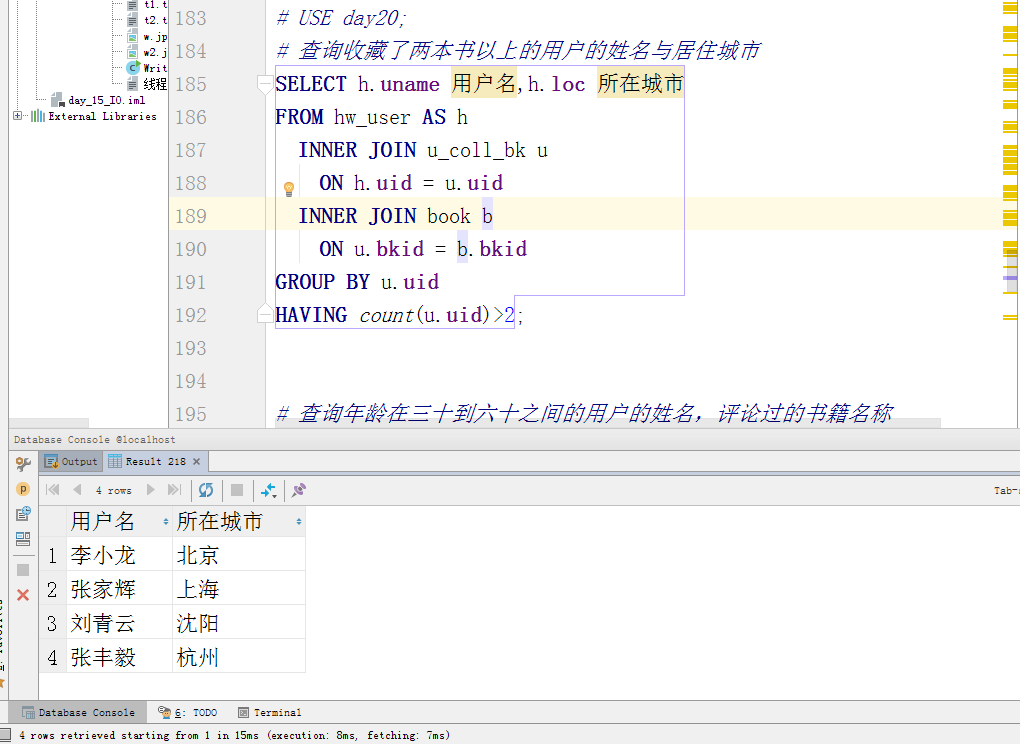 t1.t
t2.t
w.jp
w2.j
Writ
线程
day_15_IO.iml
External Libraries
183 # USE day20;
184 # 查询收藏了两本书以上的用户的姓名与居住城市
185 SELECT h.uname 用户名,h.loc 所在城市
186 FROM hw_user AS h
187 INNER JOIN u_coll_bk u
188 ON h.uid = u.uid
189 INNER JOIN book b
190 ON u.bkid = b.bkid
191 GROUP BY u.uid
192 HAVING count(u.uid)>2;
193
194
195 # 查询年龄在三十到六十之间的用户的姓名，评论过的书籍名称
Database Console @localhost
Output Result 218
4 rows Tab-s
用户名 所在城市
1 李小龙 北京
2 张家辉 上海
3 刘青云 沈阳
4 张丰毅 杭州
Database Console 6: TODO Terminal
4 rows retrieved starting from 1 in 15ms (execution: 8ms, fetching: 7ms)